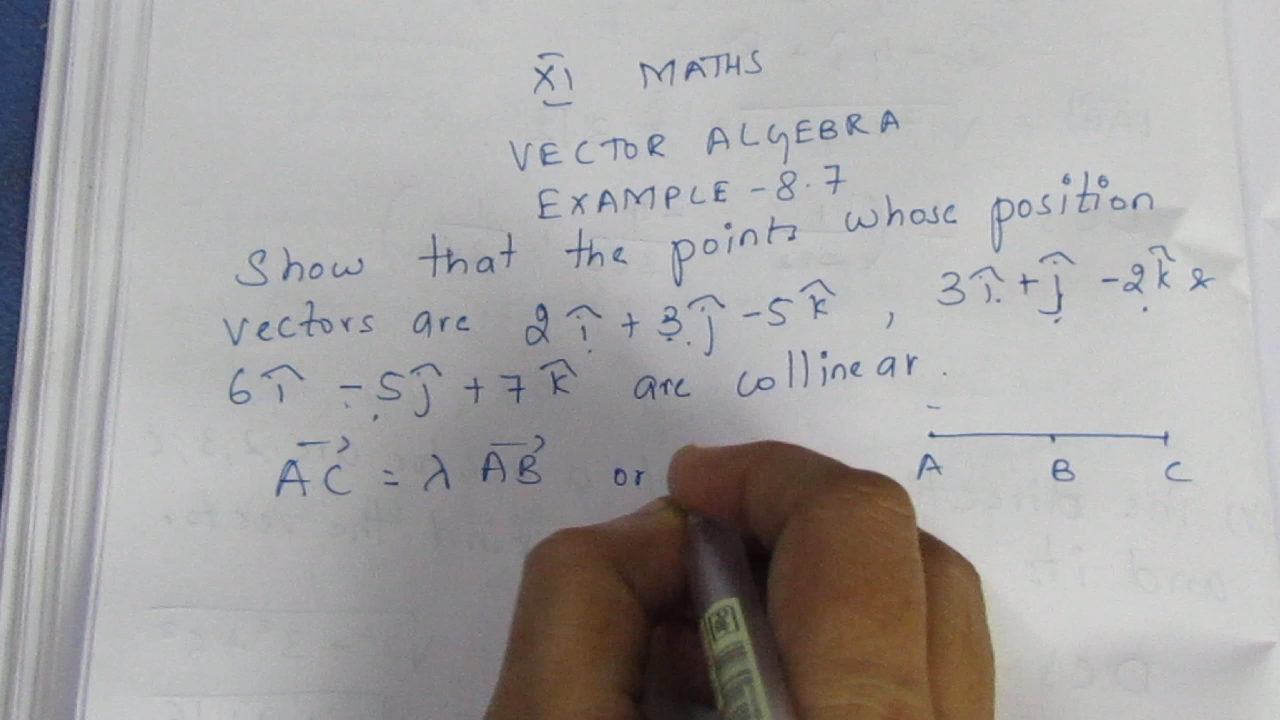 XI MATHS
VECTOR ALGEBRA
EXAMPLE - 8.7
Show that the points whose position
vectors are 2î + 3ĵ - 5k̂ , 3î + ĵ - 2k̂ &
6î - 5ĵ + 7k̂ are collinear.
A⃗C⃗ = λ A⃗B⃗ or
A B C